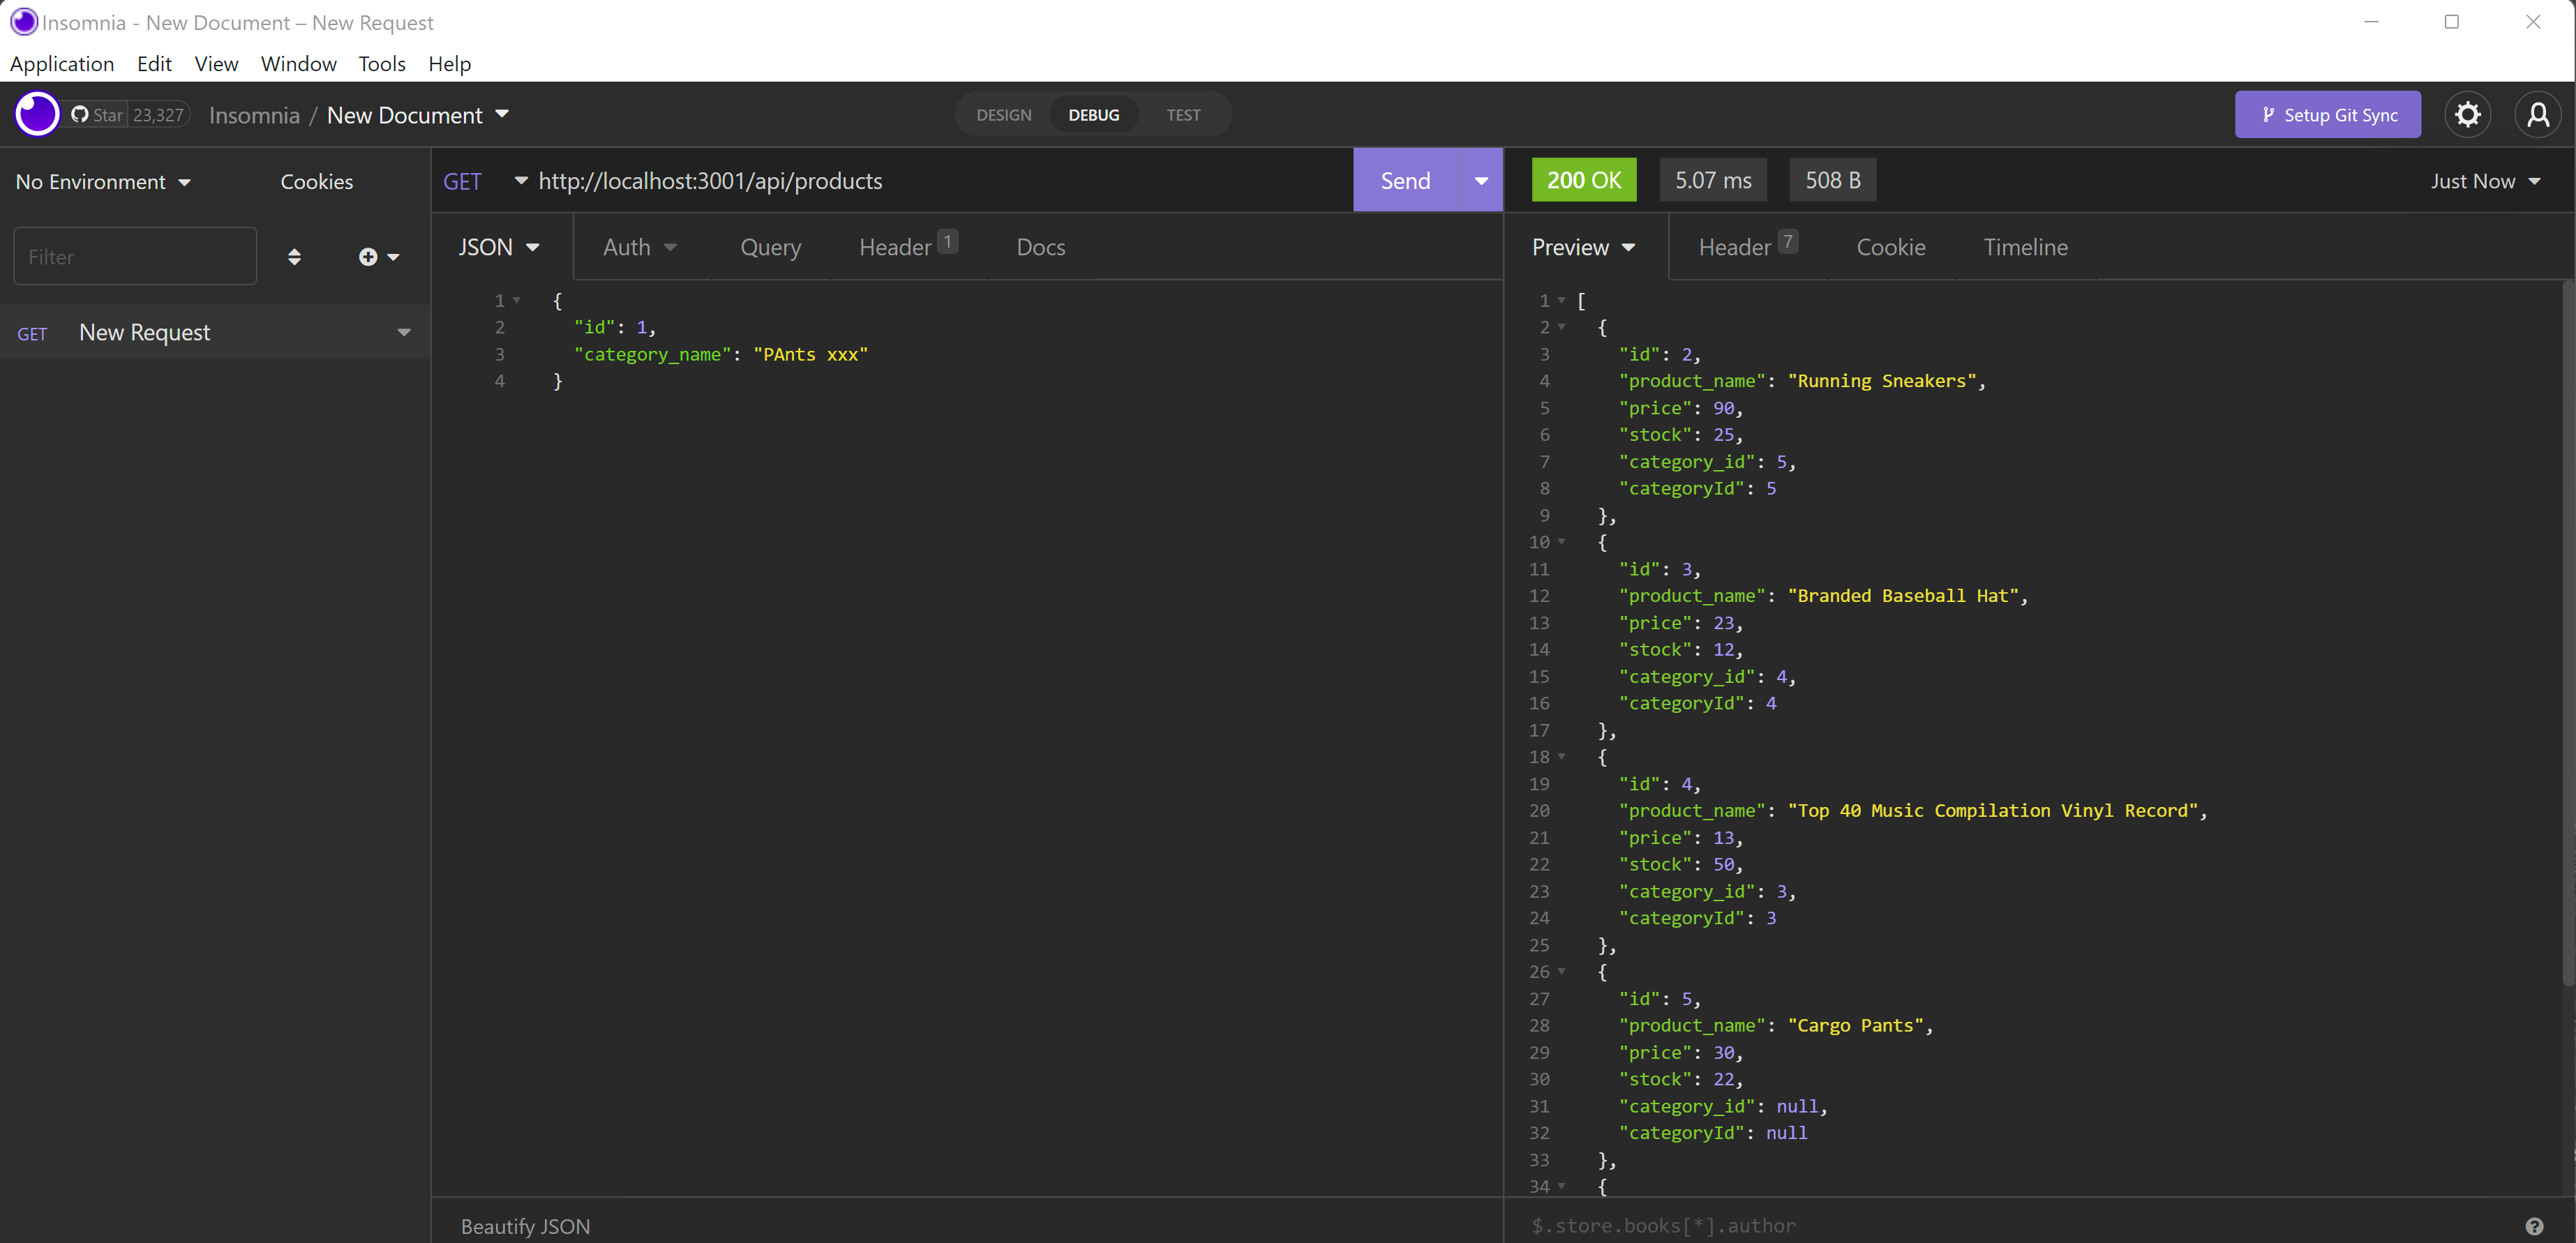 Insomnia - New Document – New Request
Application Edit View Window Tools Help
Star 23,327 Insomnia / New Document DESIGN DEBUG TEST Setup Git Sync
No Environment Cookies
Filter
GET New Request
GET http://localhost:3001/api/products Send
JSON Auth Query Header 1 Docs
1 {
2 "id": 1,
3 "category_name": "PAnts xxx"
4 }
Beautify JSON
200 OK 5.07 ms 508 B Just Now
Preview Header 7 Cookie Timeline
1 [
2 {
3 "id": 2,
4 "product_name": "Running Sneakers",
5 "price": 90,
6 "stock": 25,
7 "category_id": 5,
8 "categoryId": 5
9 },
10 {
11 "id": 3,
12 "product_name": "Branded Baseball Hat",
13 "price": 23,
14 "stock": 12,
15 "category_id": 4,
16 "categoryId": 4
17 },
18 {
19 "id": 4,
20 "product_name": "Top 40 Music Compilation Vinyl Record",
21 "price": 13,
22 "stock": 50,
23 "category_id": 3,
24 "categoryId": 3
25 },
26 {
27 "id": 5,
28 "product_name": "Cargo Pants",
29 "price": 30,
30 "stock": 22,
31 "category_id": null,
32 "categoryId": null
33 },
34 {
$.store.books[*].author